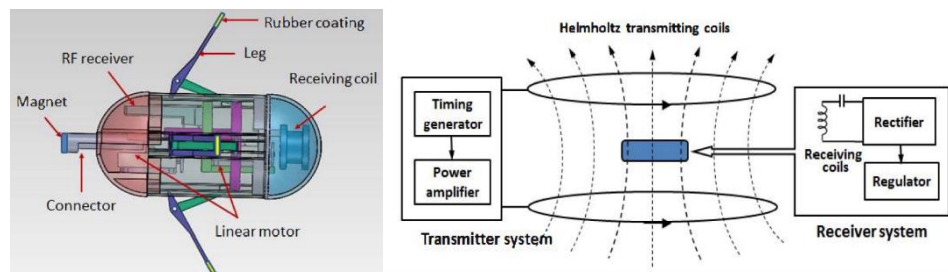 Rubber coating
Leg
RF receiver
Receiving coil
Magnet
Connector
Linear motor
Helmholtz transmitting coils
Timing
generator
Power
amplifier
Transmitter system
Rectifier
Receiving
coils
Regulator
Receiver system